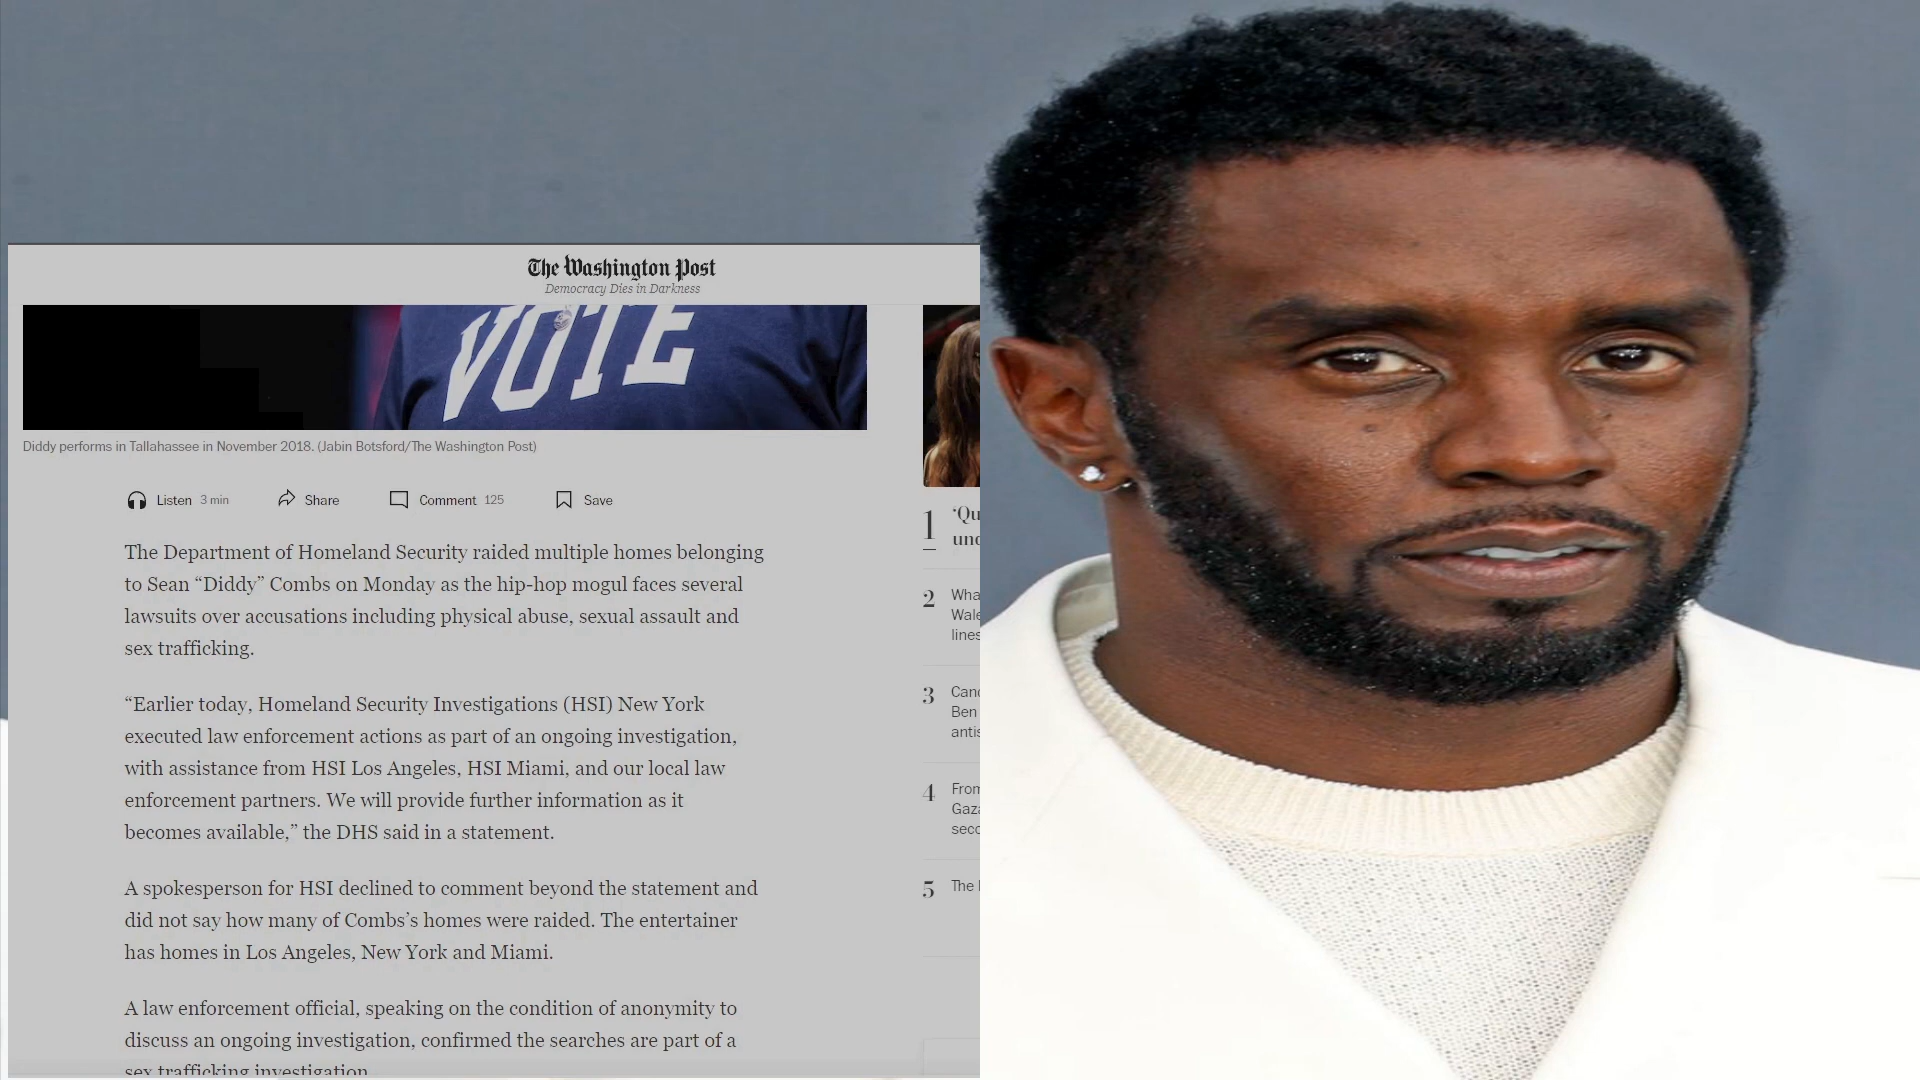 The Washington Post
Democracy Dies in Darkness
VOTE
Diddy performs in Tallahassee in November 2018. (Jabin Botsford/The Washington Post)
Listen 3 min Share Comment 125 Save
The Department of Homeland Security raided multiple homes belonging
to Sean “Diddy” Combs on Monday as the hip-hop mogul faces several
lawsuits over accusations including physical abuse, sexual assault and
sex trafficking.
“Earlier today, Homeland Security Investigations (HSI) New York
executed law enforcement actions as part of an ongoing investigation,
with assistance from HSI Los Angeles, HSI Miami, and our local law
enforcement partners. We will provide further information as it
becomes available,” the DHS said in a statement.
A spokesperson for HSI declined to comment beyond the statement and
did not say how many of Combs’s homes were raided. The entertainer
has homes in Los Angeles, New York and Miami.
A law enforcement official, speaking on the condition of anonymity to
discuss an ongoing investigation, confirmed the searches are part of a
sex trafficking investigation
1
2
3
Ben
4
From
5 The